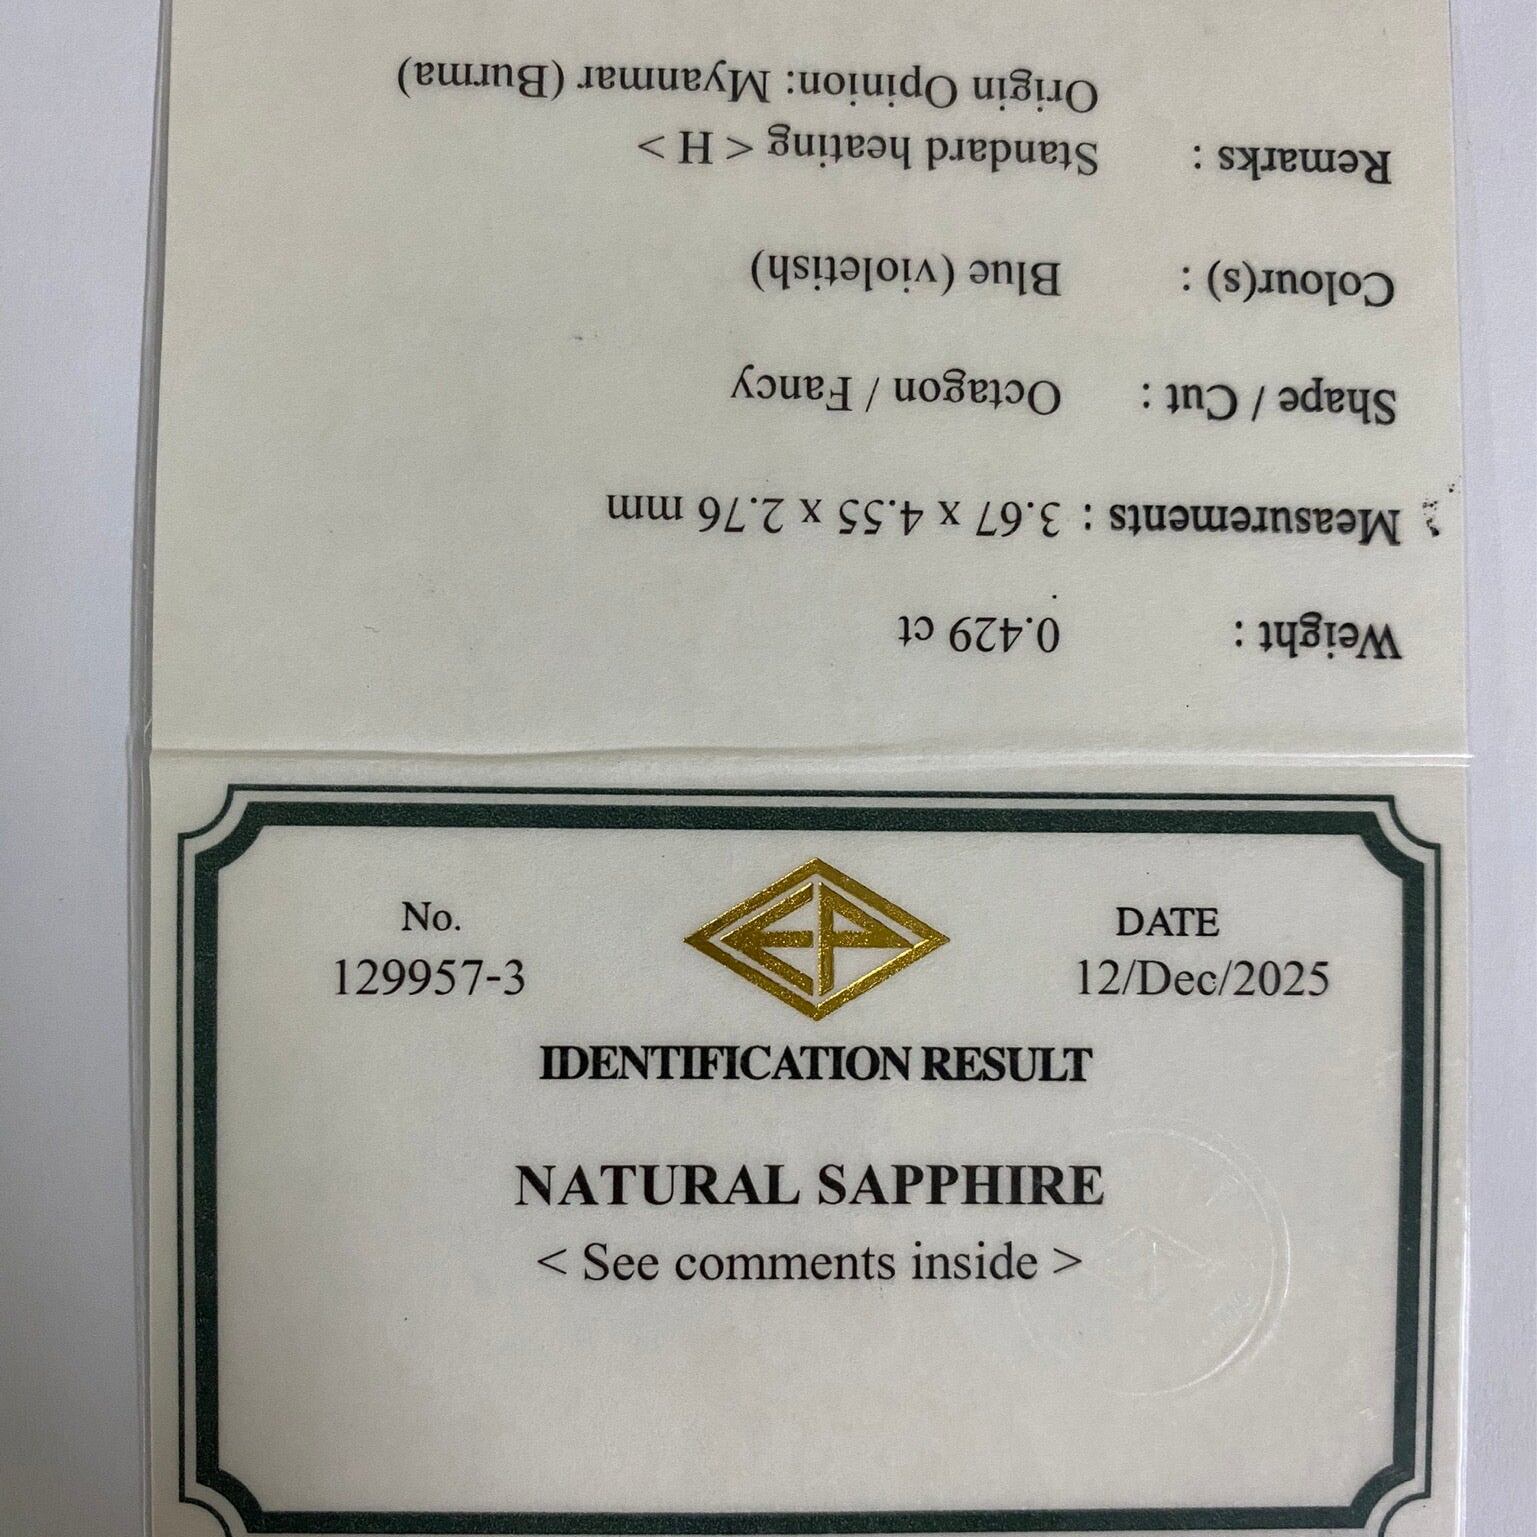 No.
129957-3
EP
DATE
12/Dec/2025
IDENTIFICATION RESULT
NATURAL SAPPHIRE
< See comments inside >
Weight : 0.429 ct
Measurements : 3.67 x 4.55 x 2.76 mm
Shape / Cut : Octagon / Fancy
Colour(s) : Blue (violetish)
Remarks : Standard heating < H >
Origin Opinion: Myanmar (Burma)